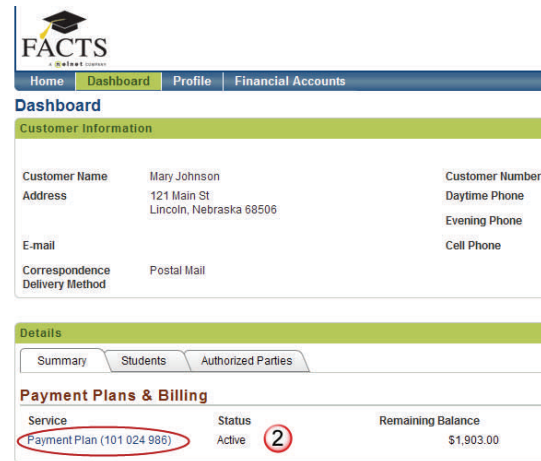 FACTS
A nelnet COMPANY
Home Dashboard Profile Financial Accounts
Dashboard
Customer Information
Customer Name Mary Johnson Customer Number
Address 121 Main St Daytime Phone
Lincoln, Nebraska 68506
Evening Phone
E-mail Cell Phone
Correspondence Delivery Method Postal Mail
Details
Summary Students Authorized Parties
Payment Plans & Billing
Service Status Remaining Balance
Payment Plan (101 024 986) Active 2 $1,903.00